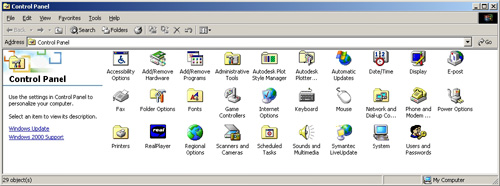 Control Panel
File Edit View Favorites Tools Help
Back Search Folders History
Address Control Panel Go
Control Panel
Use the settings in Control Panel to
personalize your computer.
Select an item to view its description.
Windows Update
Windows 2000 Support
Accessibility Options
Add/Remove Hardware
Add/Remove Programs
Administrative Tools
Autodesk Plot Style Manager
Autodesk Plotter...
Automatic Updates
Date/Time
Display
E-post
Fax
Folder Options
Fonts
Game Controllers
Internet Options
Keyboard
Mouse
Network and Dial-up Co...
Phone and Modem ...
Power Options
Printers
real
RealPlayer
Regional Options
Scanners and Cameras
Scheduled Tasks
Sounds and Multimedia
Symantec LiveUpdate
System
Users and Passwords
29 object(s)
My Computer